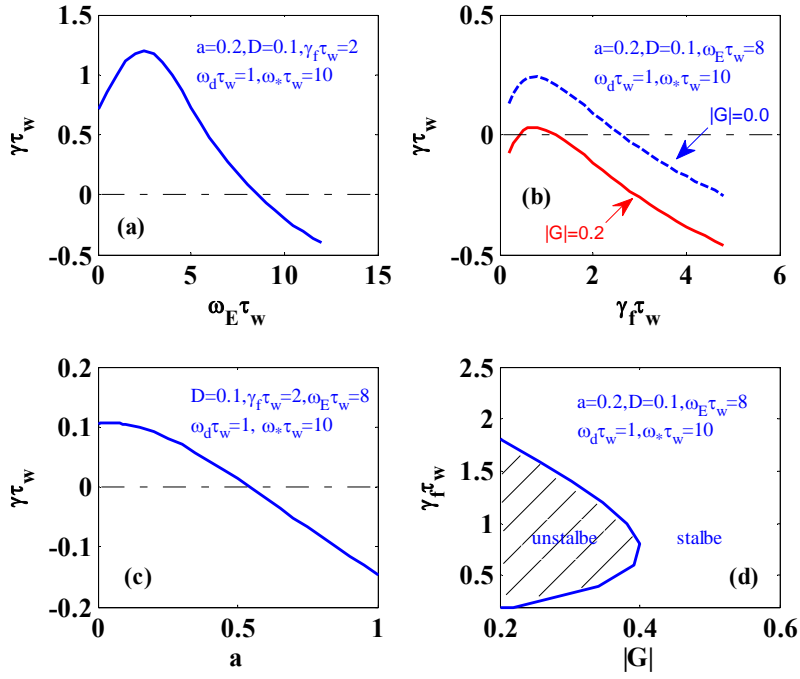 1.5
1
0.5
0
-0.5
γτw
a=0.2,D=0.1,γfτw=2
ωdτw=1,ω*τw=10
(a)
0 5 10 15
ωEτw
0.5
0
-0.5
γτw
a=0.2,D=0.1,ωEτw=8
ωdτw=1,ω*τw=10
|G|=0.0
(b)
|G|=0.2
0 2 4 6
γfτw
0.2
0.1
0
-0.1
-0.2
γτw
D=0.1,γfτw=2,ωEτw=8
ωdτw=1, ω*τw=10
(c)
0 0.5 1
a
2.5
2
1.5
1
0.5
γfτw
a=0.2,D=0.1,ωEτw=8
ωdτw=1,ω*τw=10
unstalbe stalbe
(d)
0.2 0.4 0.6
|G|